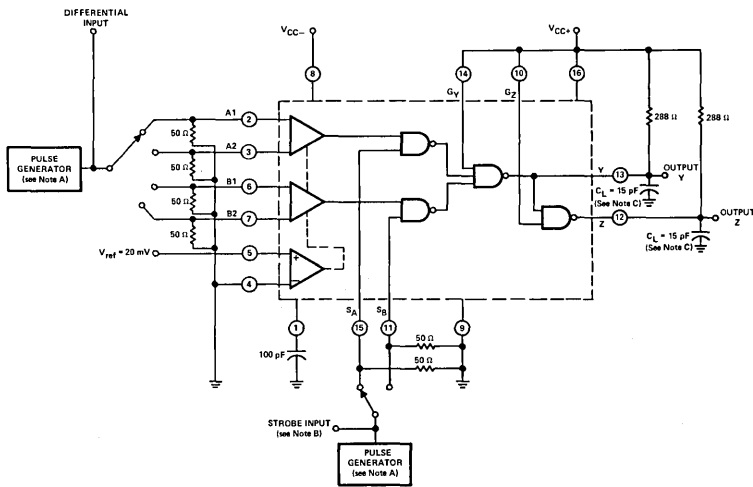 DIFFERENTIAL
INPUT
VCC–
VCC+
8
14
10
16
GY
GZ
A1
2
50 Ω
A2
3
50 Ω
B1
6
50 Ω
B2
7
50 Ω
PULSE
GENERATOR
(see Note A)
Vref = 20 mV
5
+
4
–
288 Ω
288 Ω
Y
13
OUTPUT
Y
CL = 15 pF
(See Note C)
Z
12
OUTPUT
Z
CL = 15 pF
(See Note C)
SA
SB
1
15
11
9
100 pF
50 Ω
50 Ω
STROBE INPUT
(see Note B)
PULSE
GENERATOR
(see Note A)